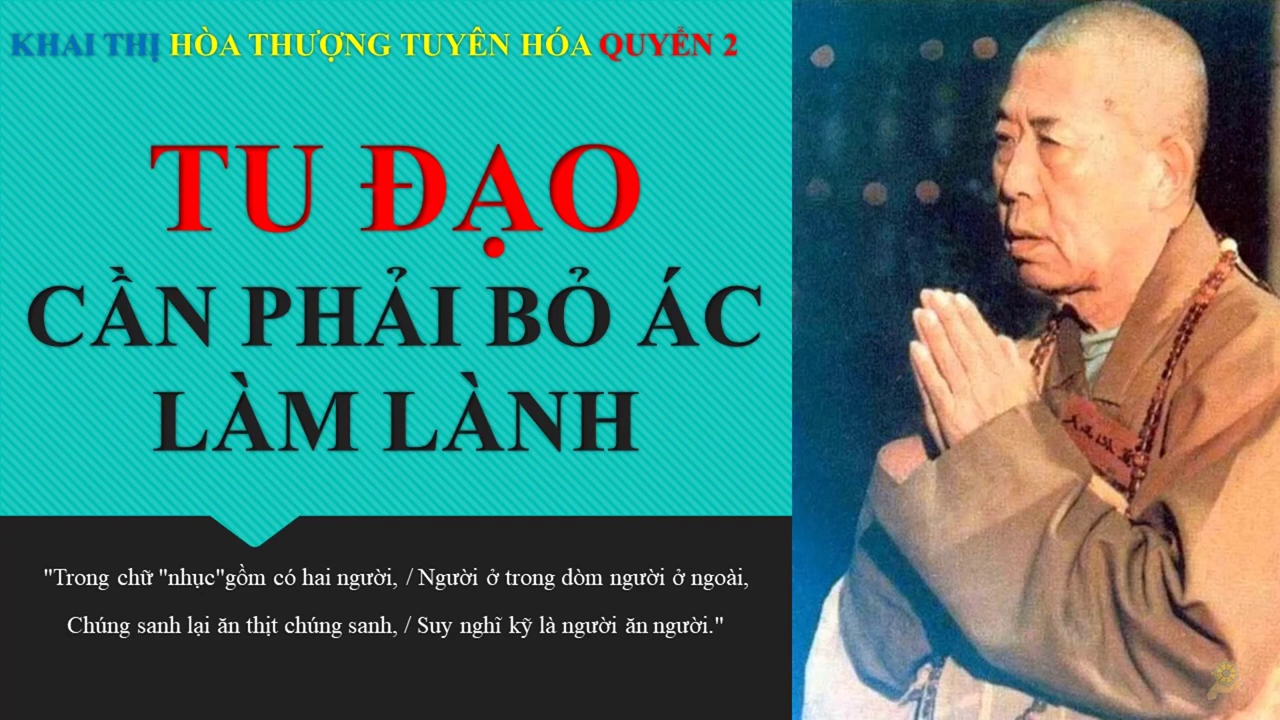 KHAI THỊ HÒA THƯỢNG TUYÊN HÓA QUYỂN 2
TU ĐẠO
CẦN PHẢI BỎ ÁC
LÀM LÀNH
"Trong chữ "nhục"gồm có hai người, / Người ở trong dòm người ở ngoài,
Chúng sanh lại ăn thịt chúng sanh, / Suy nghĩ kỹ là người ăn người."